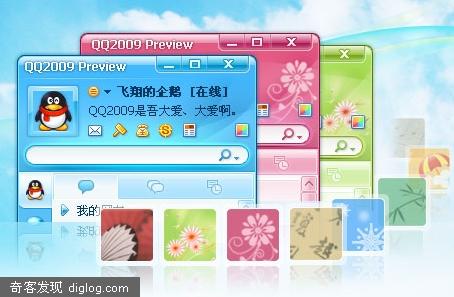 QQ2009 Preview
QQ2009 Preview
飞翔的企鹅 [在线]
QQ2009是吾大爱、大爱啊。
我的
奇客发现 diglog.com